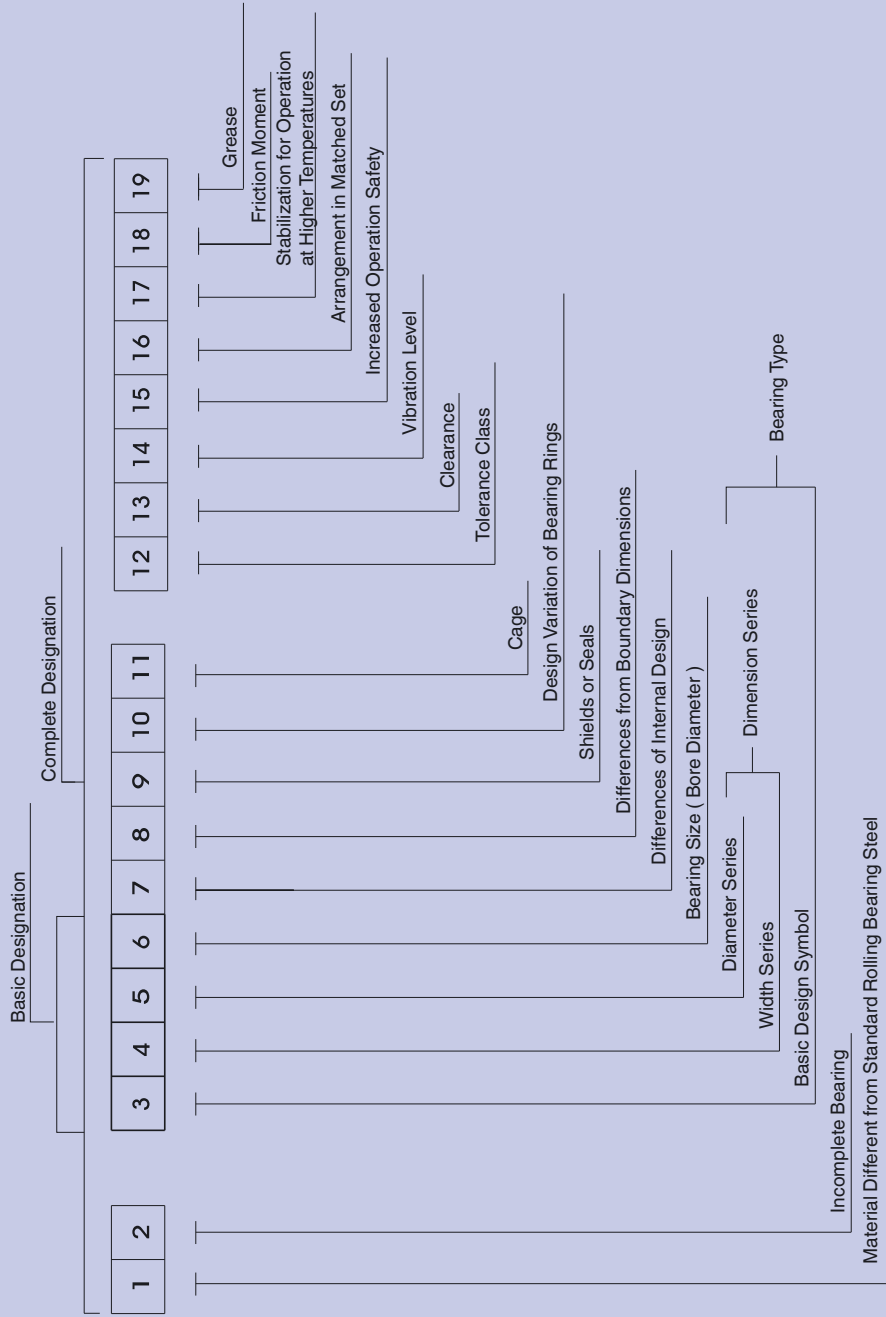 Basic Designation
Complete Designation
1 2 3 4 5 6 7 8 9 10 11 12 13 14 15 16 17 18 19
Grease
Friction Moment
Stabilization for Operation
at Higher Temperatures
Arrangement in Matched Set
Increased Operation Safety
Vibration Level
Clearance
Tolerance Class
Cage
Design Variation of Bearing Rings
Shields or Seals
Differences from Boundary Dimensions
Differences of Internal Design
Bearing Size ( Bore Diameter )
Diameter Series
Dimension Series
Width Series
Bearing Type
Basic Design Symbol
Incomplete Bearing
Material Different from Standard Rolling Bearing Steel